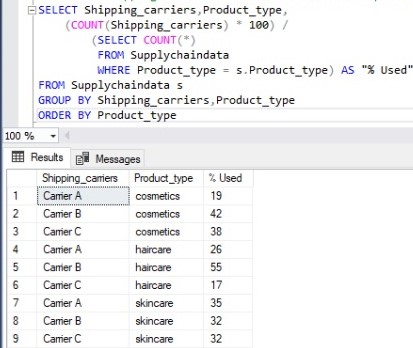 SELECT Shipping_carriers,Product_type,
(COUNT(Shipping_carriers) * 100) /
(SELECT COUNT(*)
FROM Supplychaindata
WHERE Product_type = s.Product_type) AS "% Used"
FROM Supplychaindata s
GROUP BY Shipping_carriers,Product_type
ORDER BY Product_type
100 %
Results Messages
Shipping_carriers Product_type % Used
1 Carrier A cosmetics 19
2 Carrier B cosmetics 42
3 Carrier C cosmetics 38
4 Carrier A haircare 26
5 Carrier B haircare 55
6 Carrier C haircare 17
7 Carrier A skincare 35
8 Carrier B skincare 32
9 Carrier C skincare 32